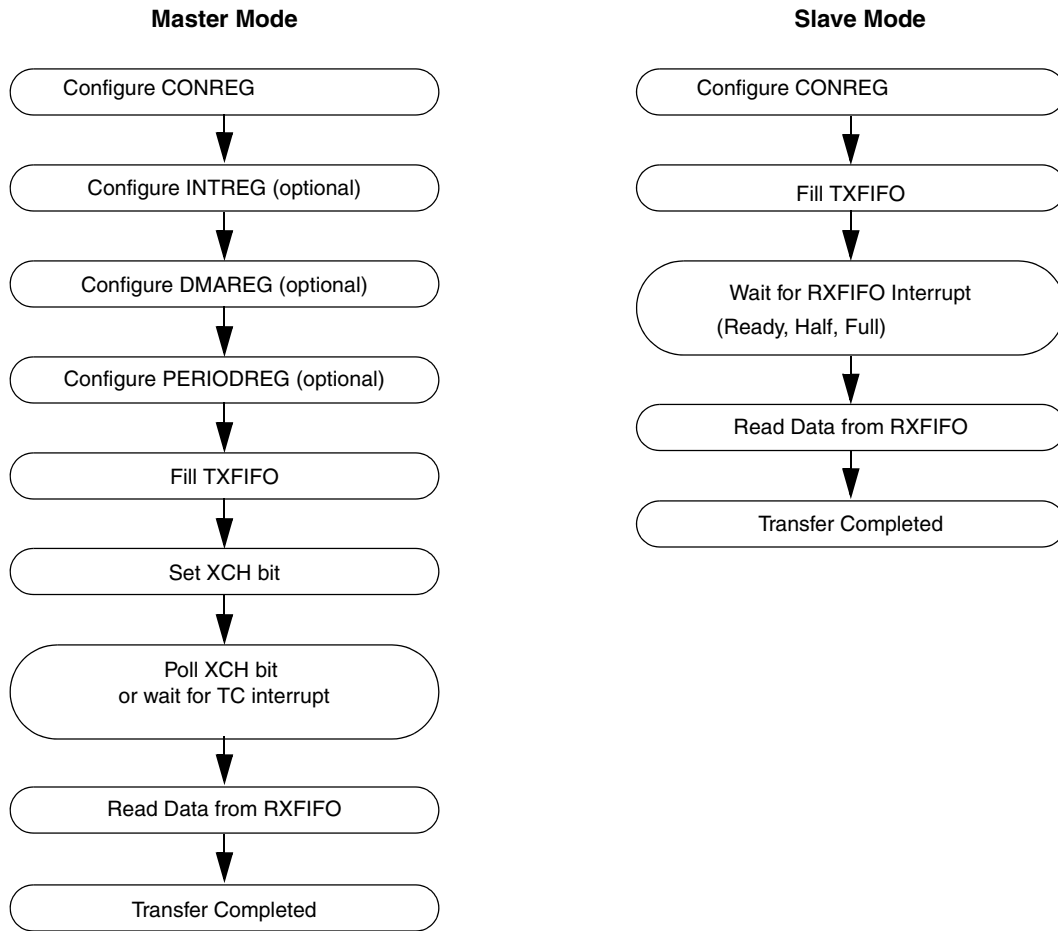 Master Mode
Configure CONREG
Configure INTREG (optional)
Configure DMAREG (optional)
Configure PERIODREG (optional)
Fill TXFIFO
Set XCH bit
Poll XCH bit
or wait for TC interrupt
Read Data from RXFIFO
Transfer Completed
Slave Mode
Configure CONREG
Fill TXFIFO
Wait for RXFIFO Interrupt
(Ready, Half, Full)
Read Data from RXFIFO
Transfer Completed